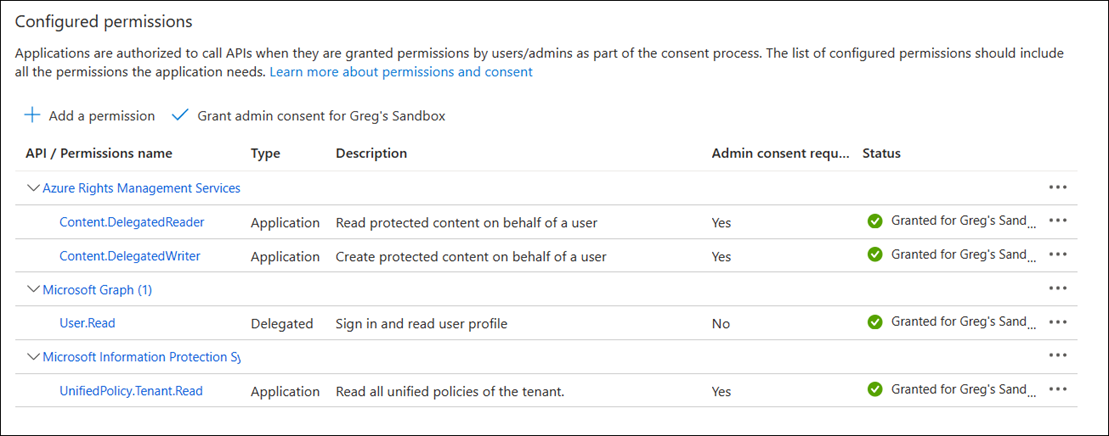 Configured permissions
Applications are authorized to call APIs when they are granted permissions by users/admins as part of the consent process. The list of configured permissions should include
all the permissions the application needs. Learn more about permissions and consent
Add a permission Grant admin consent for Greg's Sandbox
API / Permissions name Type Description Admin consent requ... Status
Azure Rights Management Services
Content.DelegatedReader Application Read protected content on behalf of a user Yes Granted for Greg's Sand...
Content.DelegatedWriter Application Create protected content on behalf of a user Yes Granted for Greg's Sand...
Microsoft Graph (1)
User.Read Delegated Sign in and read user profile No Granted for Greg's Sand...
Microsoft Information Protection Sy
UnifiedPolicy.Tenant.Read Application Read all unified policies of the tenant. Yes Granted for Greg's Sand...